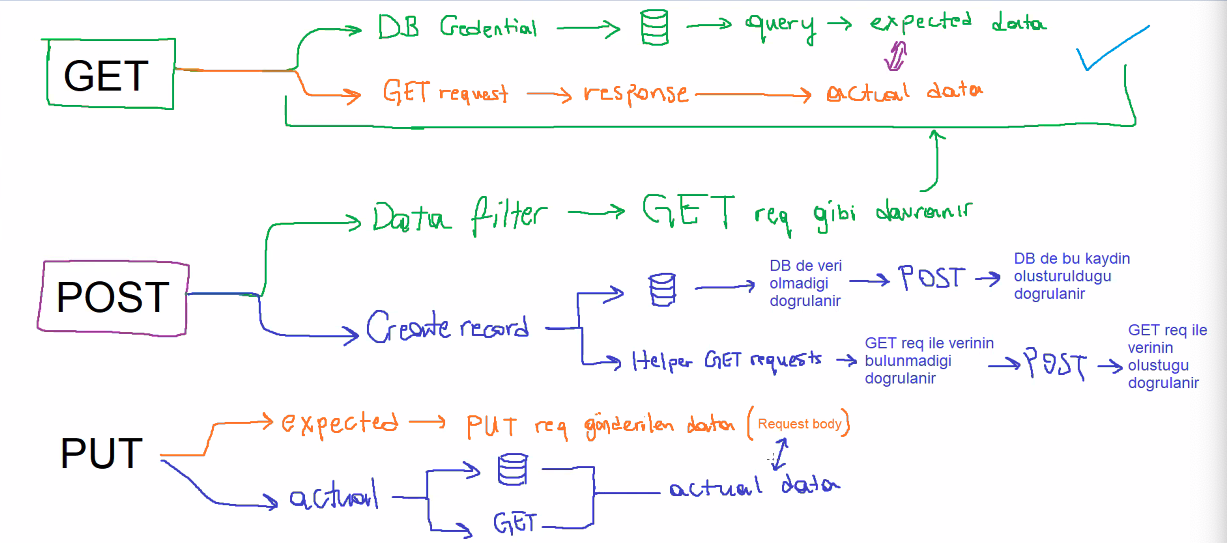 GET
DB Credential → query → expected data
GET request → response → actual data
POST
Data filter → GET req gibi davranır
Create record
DB de veri
olmadigi
dogrulanir
POST
DB de bu kaydin
olusturuldugu
dogrulanir
Helper GET requests
GET req ile verinin
bulunmadigi
dogrulanir
POST
GET req ile
verinin
olustugu
dogrulanir
PUT
expected → PUT req gönderilen data (Request body)
actual
GET
actual data